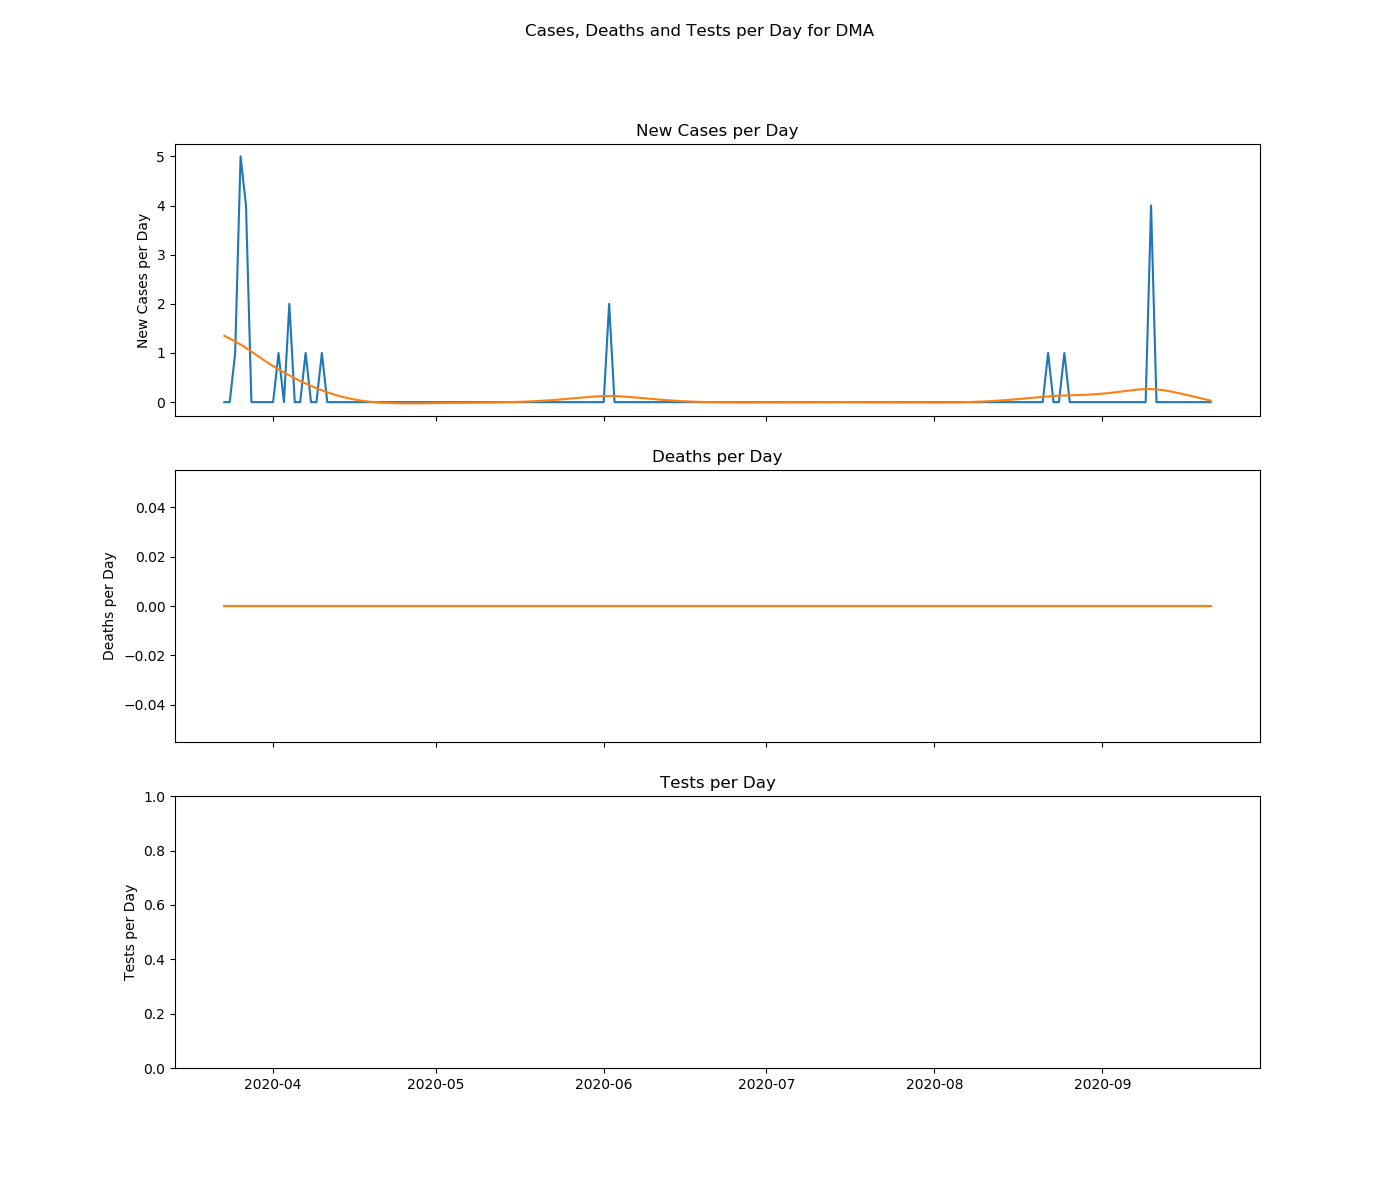 Cases, Deaths and Tests per Day for DMA
New Cases per Day
New Cases per Day
5
4
3
2
1
0
Deaths per Day
Deaths per Day
0.04
0.02
0.00
−0.02
−0.04
Tests per Day
Tests per Day
1.0
0.8
0.6
0.4
0.2
0.0
2020-04 2020-05 2020-06 2020-07 2020-08 2020-09